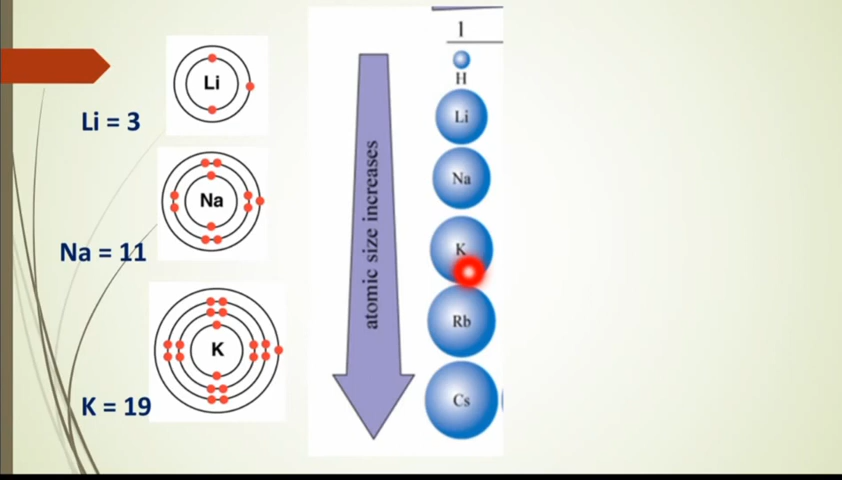 Li
Li = 3
Na
Na = 11
K
K = 19
atomic size increases
1
H
Li
Na
K
Rb
Cs